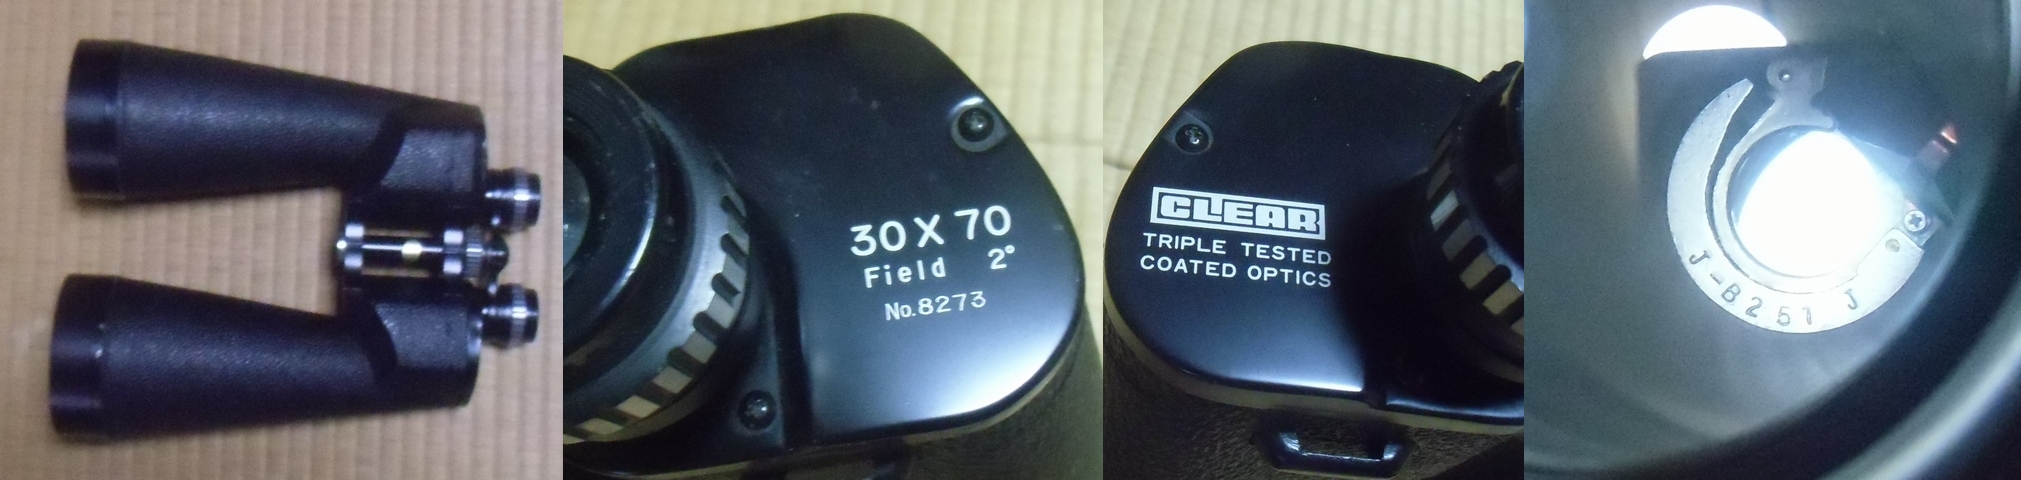 30X70
Field 2°
No.8273
CLEAR
TRIPLE TESTED
COATED OPTICS
J-B251 J